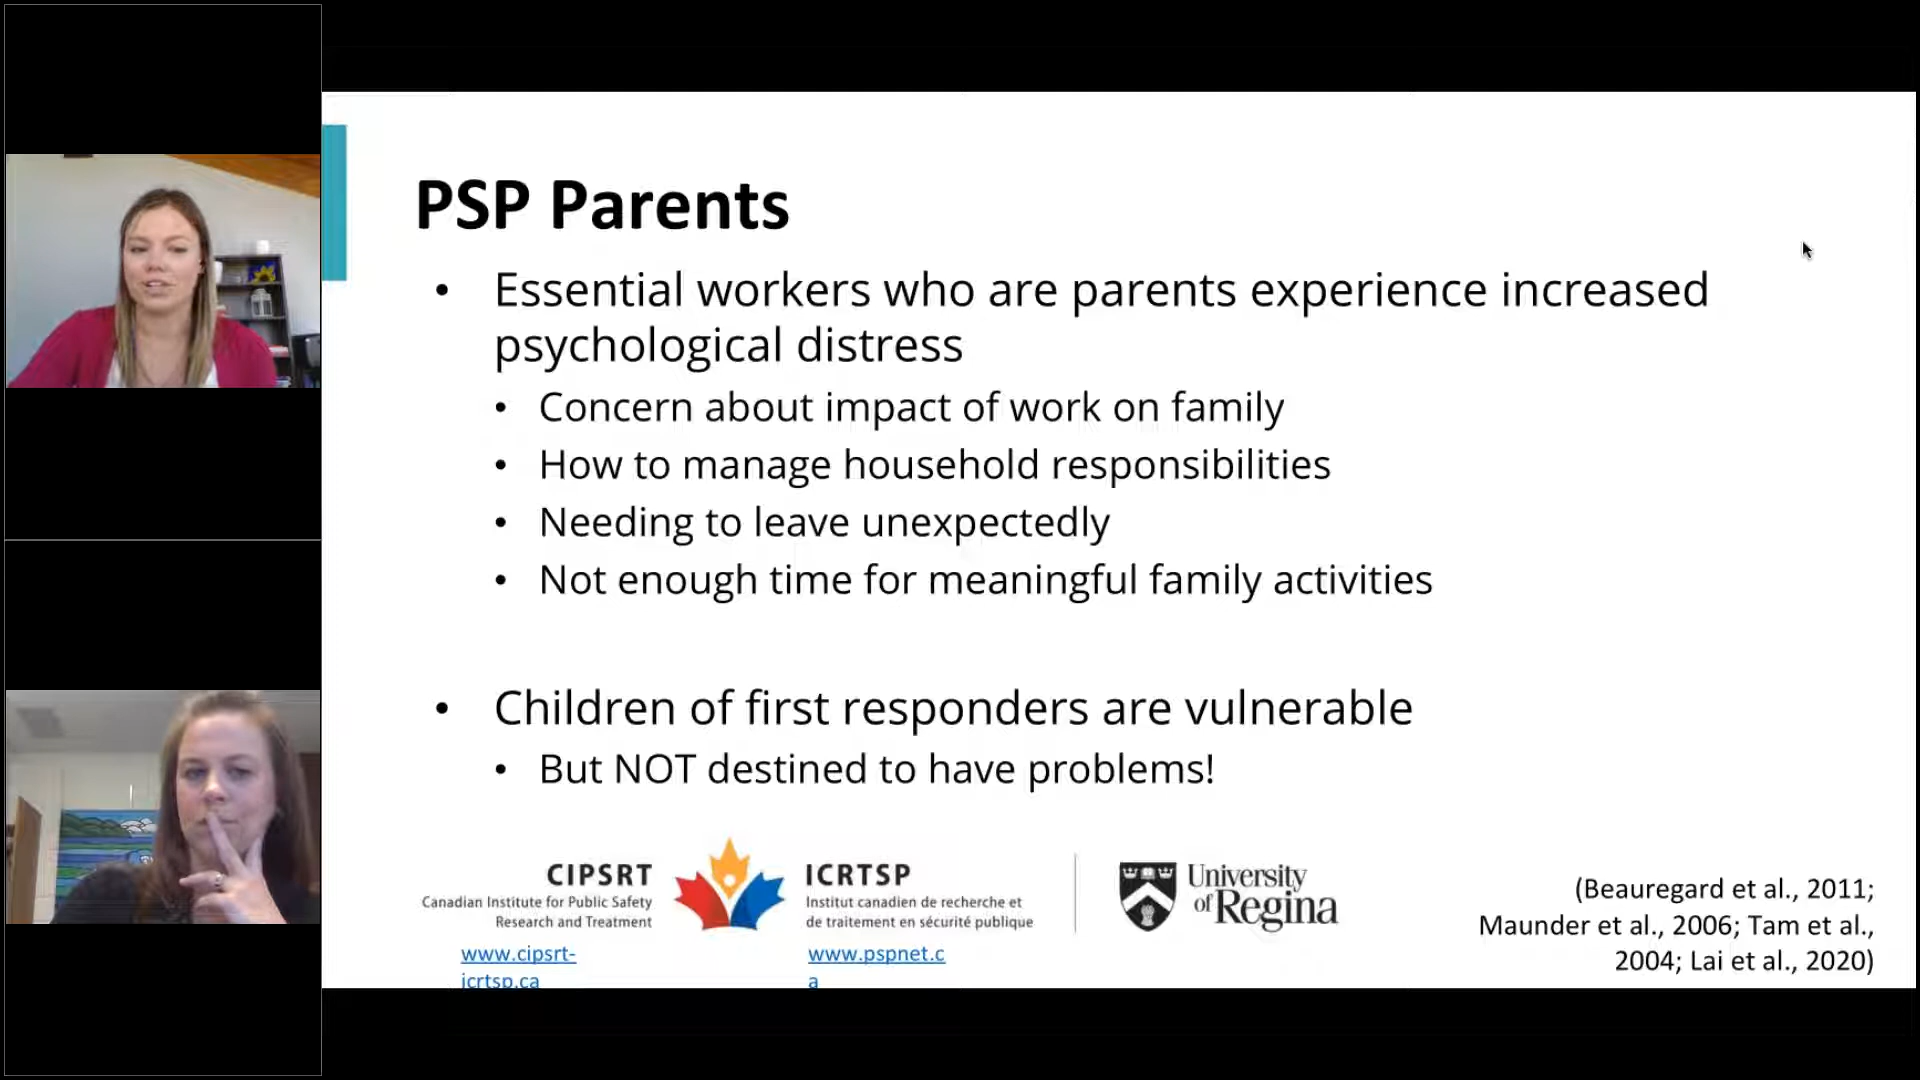 PSP Parents
• Essential workers who are parents experience increased
psychological distress
• Concern about impact of work on family
• How to manage household responsibilities
• Needing to leave unexpectedly
• Not enough time for meaningful family activities
• Children of first responders are vulnerable
• But NOT destined to have problems!
CIPSRT
Canadian Institute for Public Safety
Research and Treatment
www.cipsrt-
icrtsp.ca
ICRTSP
Institut canadien de recherche et
de traitement en sécurité publique
www.pspnet.c
a
University
of Regina
(Beauregard et al., 2011;
Maunder et al., 2006; Tam et al.,
2004; Lai et al., 2020)